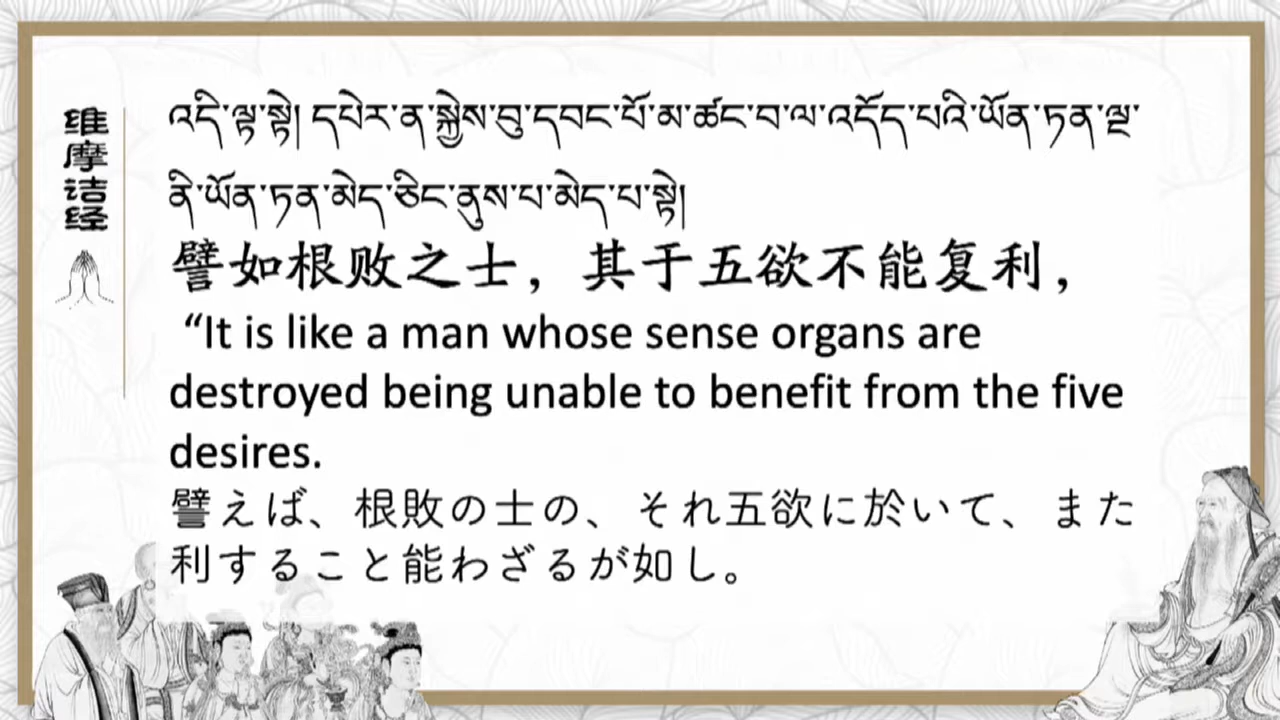 维摩诘经
འདི་ལྟ་སྟེ། དཔེར་ན་སྐྱེས་བུ་དབང་པོ་མ་ཚང་བ་ལ་འདོད་པའི་ཡོན་ཏན་ལྔ་
ནི་ཡོན་ཏན་མེད་ཅིང་ནུས་པ་མེད་པ་སྟེ།
譬如根败之士，其于五欲不能复利，
“It is like a man whose sense organs are
destroyed being unable to benefit from the five
desires.
譬えば、根敗の士の、それ五欲に於いて、また
利すること能わざるが如し。